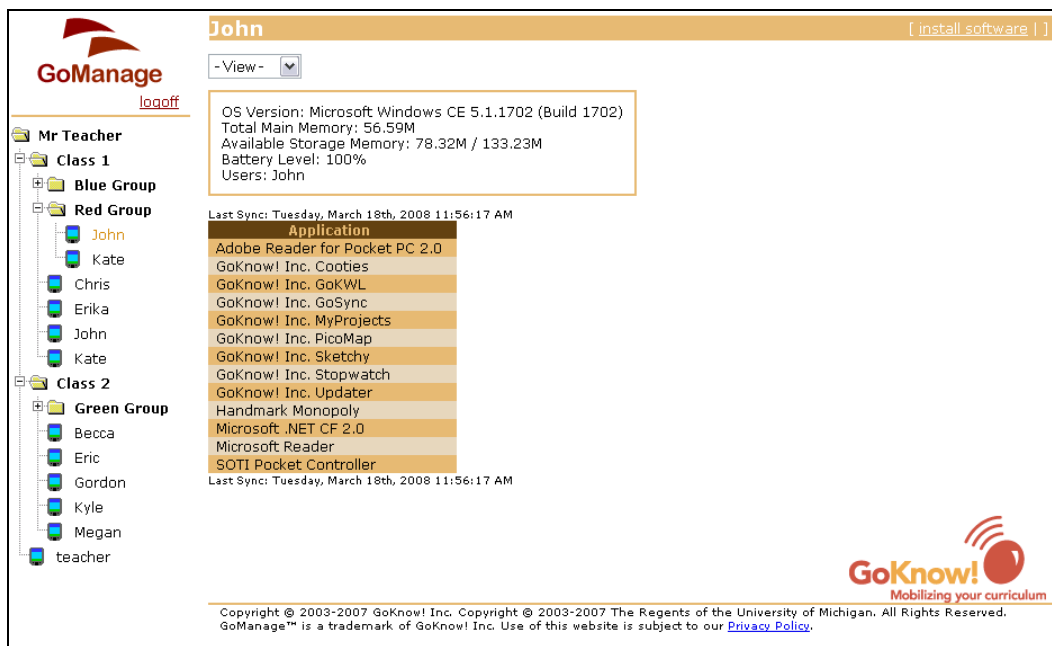 GoManage
logoff
Mr Teacher
Class 1
Blue Group
Red Group
John
Kate
Chris
Erika
John
Kate
Class 2
Green Group
Becca
Eric
Gordon
Kyle
Megan
teacher
John
[ install software | ]
-View-
OS Version: Microsoft Windows CE 5.1.1702 (Build 1702)
Total Main Memory: 56.59M
Available Storage Memory: 78.32M / 133.23M
Battery Level: 100%
Users: John
Last Sync: Tuesday, March 18th, 2008 11:56:17 AM
Application
Adobe Reader for Pocket PC 2.0
GoKnow! Inc. Cooties
GoKnow! Inc. GoKWL
GoKnow! Inc. GoSync
GoKnow! Inc. MyProjects
GoKnow! Inc. PicoMap
GoKnow! Inc. Sketchy
GoKnow! Inc. Stopwatch
GoKnow! Inc. Updater
Handmark Monopoly
Microsoft .NET CF 2.0
Microsoft Reader
SOTI Pocket Controller
Last Sync: Tuesday, March 18th, 2008 11:56:17 AM
GoKnow!
Mobilizing your curriculum
Copyright © 2003-2007 GoKnow! Inc. Copyright © 2003-2007 The Regents of the University of Michigan. All Rights Reserved.
GoManage™ is a trademark of GoKnow! Inc. Use of this website is subject to our Privacy Policy.